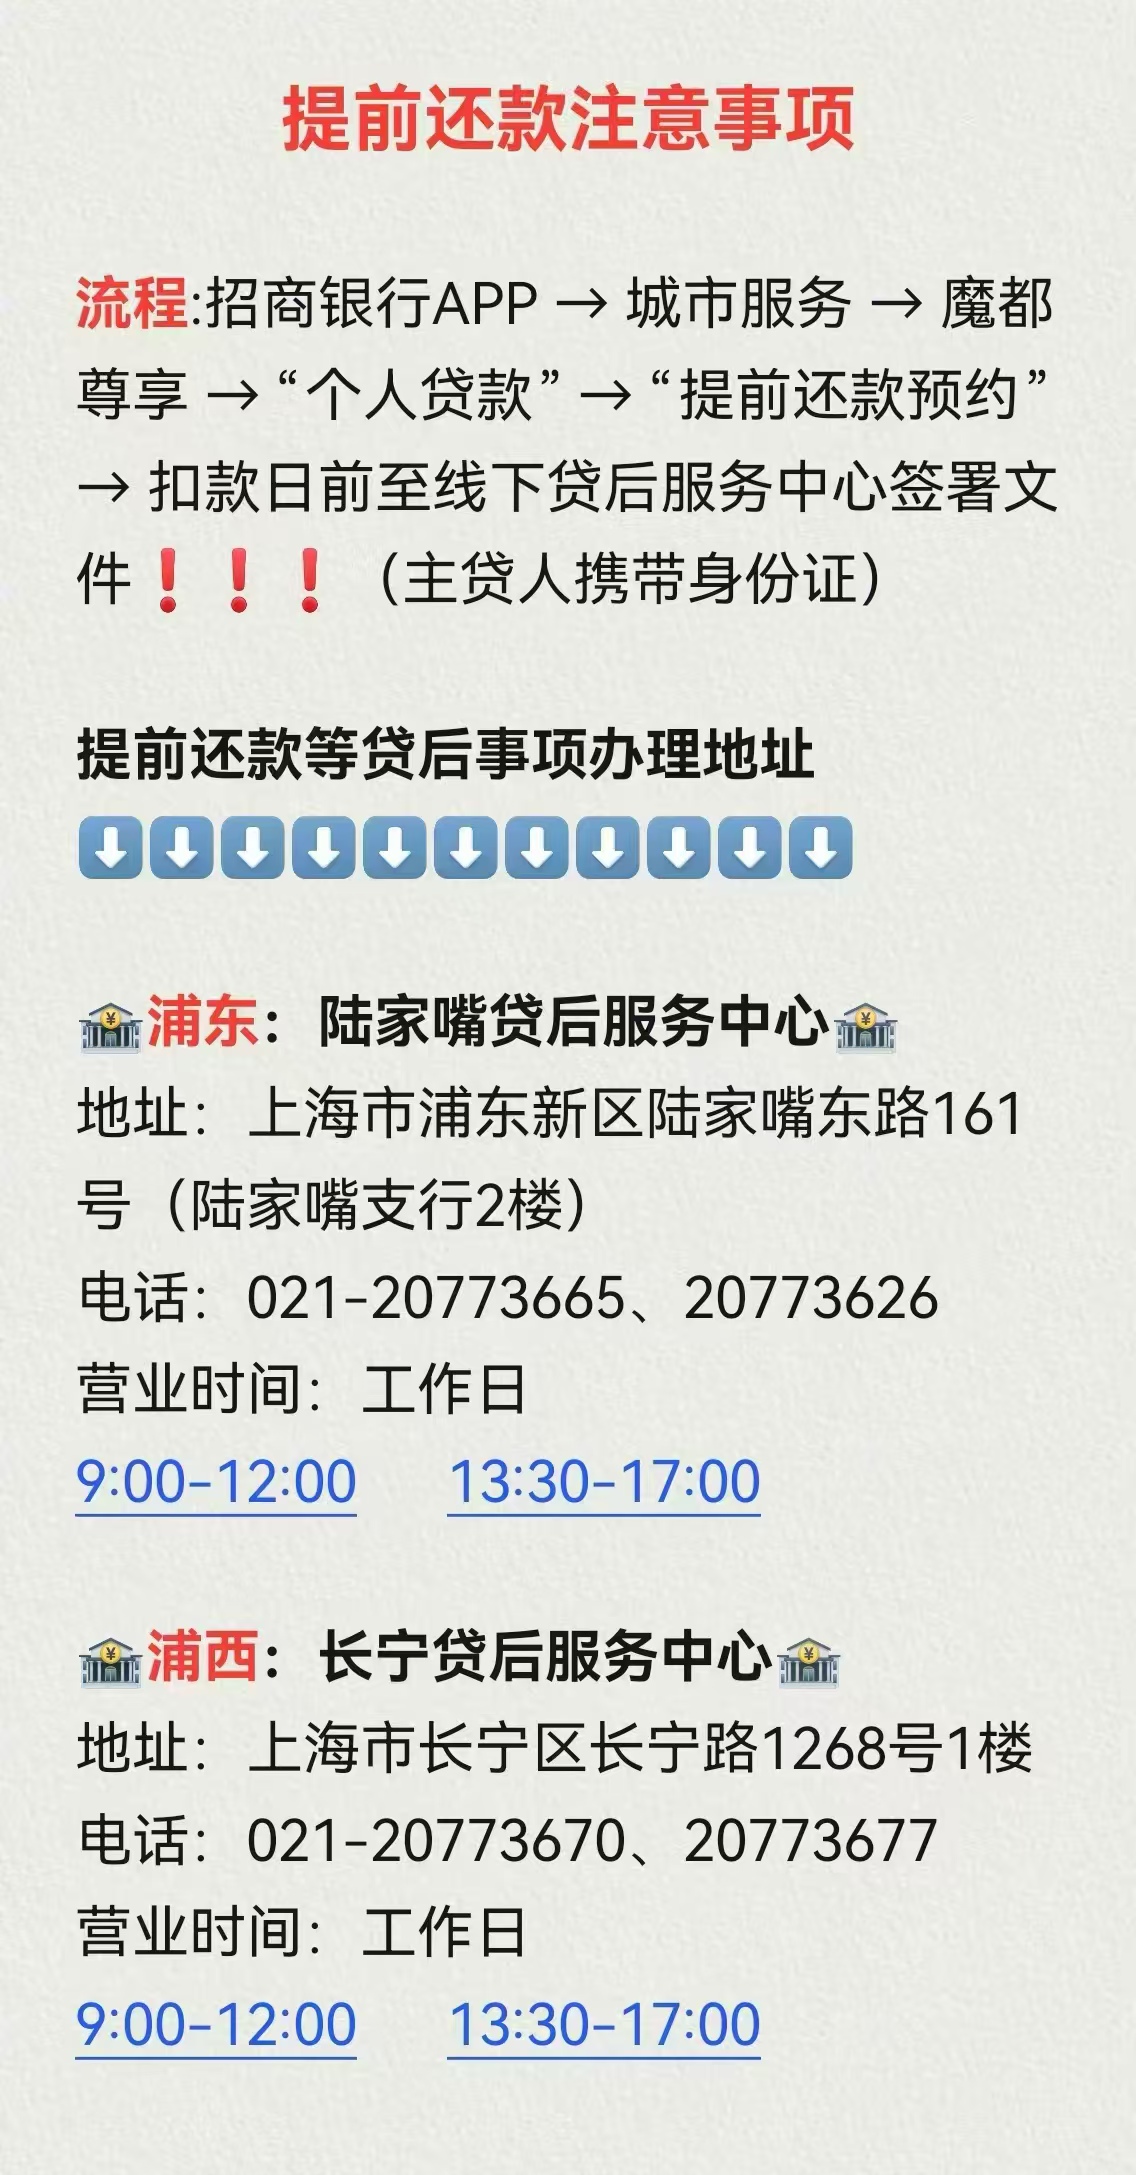 提前还款注意事项
流程:招商银行APP → 城市服务 → 魔都
尊享 → “个人贷款” → “提前还款预约”
→ 扣款日前至线下贷后服务中心签署文
件❗❗❗（主贷人携带身份证）
提前还款等贷后事项办理地址
⬇⬇⬇⬇⬇⬇⬇⬇⬇⬇⬇
🏦浦东：陆家嘴贷后服务中心🏦
地址：上海市浦东新区陆家嘴东路161
号（陆家嘴支行2楼）
电话：021-20773665、20773626
营业时间：工作日
9:00-12:00 13:30-17:00
🏦浦西：长宁贷后服务中心🏦
地址：上海市长宁区长宁路1268号1楼
电话：021-20773670、20773677
营业时间：工作日
9:00-12:00 13:30-17:00